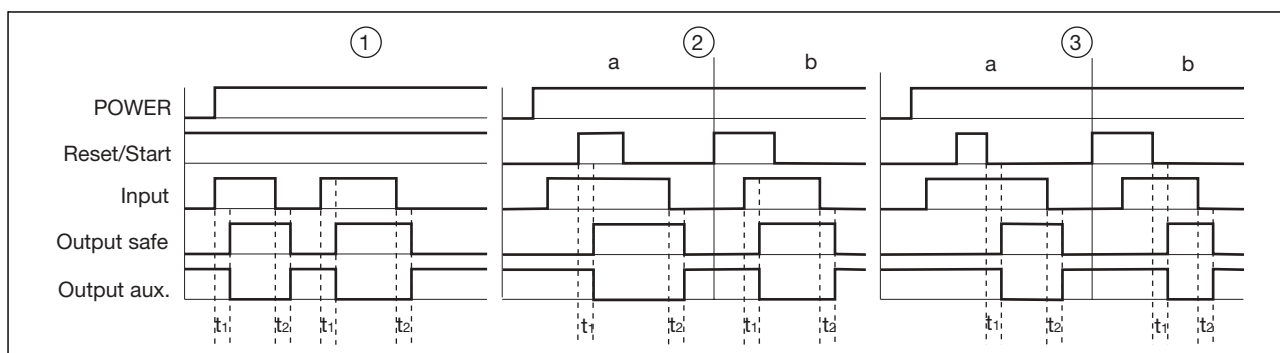 ① ② ③
a b a b
POWER
Reset/Start
Input
Output safe
Output aux.
t1 t2 t1 t2 t1 t2 t1 t2 t1 t2 t1 t2